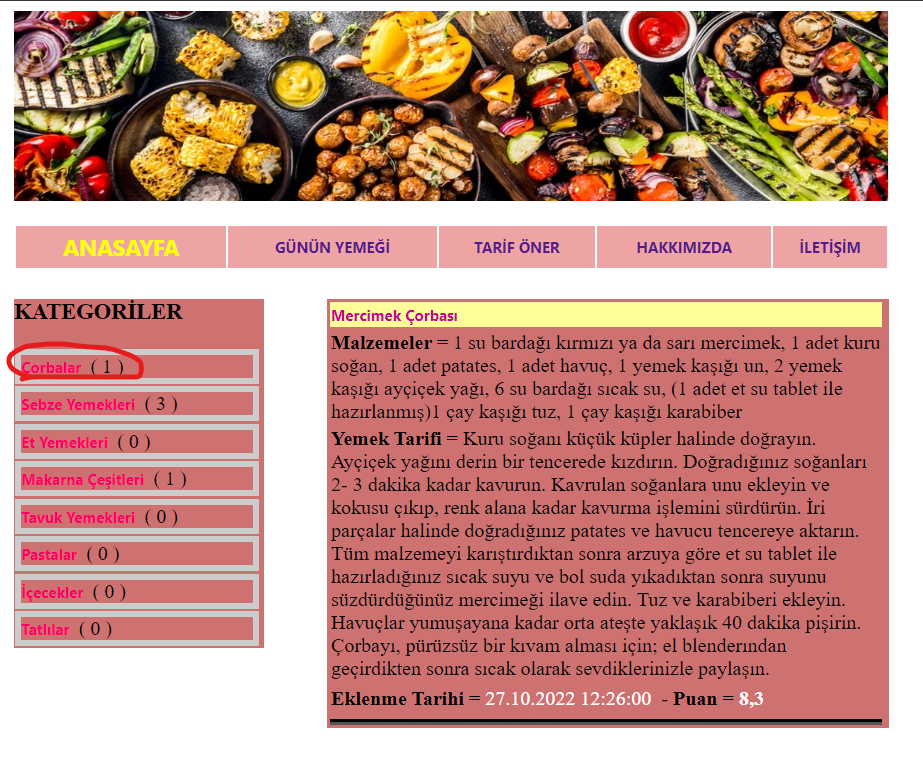 ANASAYFA GÜNÜN YEMEĞİ TARİF ÖNER HAKKIMIZDA İLETİŞİM
KATEGORİLER
Çorbalar ( 1 )
Sebze Yemekleri ( 3 )
Et Yemekleri ( 0 )
Makarna Çeşitleri ( 1 )
Tavuk Yemekleri ( 0 )
Pastalar ( 0 )
İçecekler ( 0 )
Tatlılar ( 0 )
Mercimek Çorbası
Malzemeler = 1 su bardağı kırmızı ya da sarı mercimek, 1 adet kuru
soğan, 1 adet patates, 1 adet havuç, 1 yemek kaşığı un, 2 yemek
kaşığı ayçiçek yağı, 6 su bardağı sıcak su, (1 adet et su tablet ile
hazırlanmış)1 çay kaşığı tuz, 1 çay kaşığı karabiber
Yemek Tarifi = Kuru soğanı küçük küpler halinde doğrayın.
Ayçiçek yağını derin bir tencerede kızdırın. Doğradığınız soğanları
2- 3 dakika kadar kavurun. Kavrulan soğanlara unu ekleyin ve
kokusu çıkıp, renk alana kadar kavurma işlemini sürdürün. İri
parçalar halinde doğradığınız patates ve havucu tencereye aktarın.
Tüm malzemeyi karıştırdıktan sonra arzuya göre et su tablet ile
hazırladığınız sıcak suyu ve bol suda yıkadıktan sonra suyunu
süzdürdüğünüz mercimeği ilave edin. Tuz ve karabiberi ekleyin.
Havuçlar yumuşayana kadar orta ateşte yaklaşık 40 dakika pişirin.
Çorbayı, pürüzsüz bir kıvam alması için; el blenderından
geçirdikten sonra sıcak olarak sevdiklerinizle paylaşın.
Eklenme Tarihi = 27.10.2022 12:26:00 - Puan = 8,3